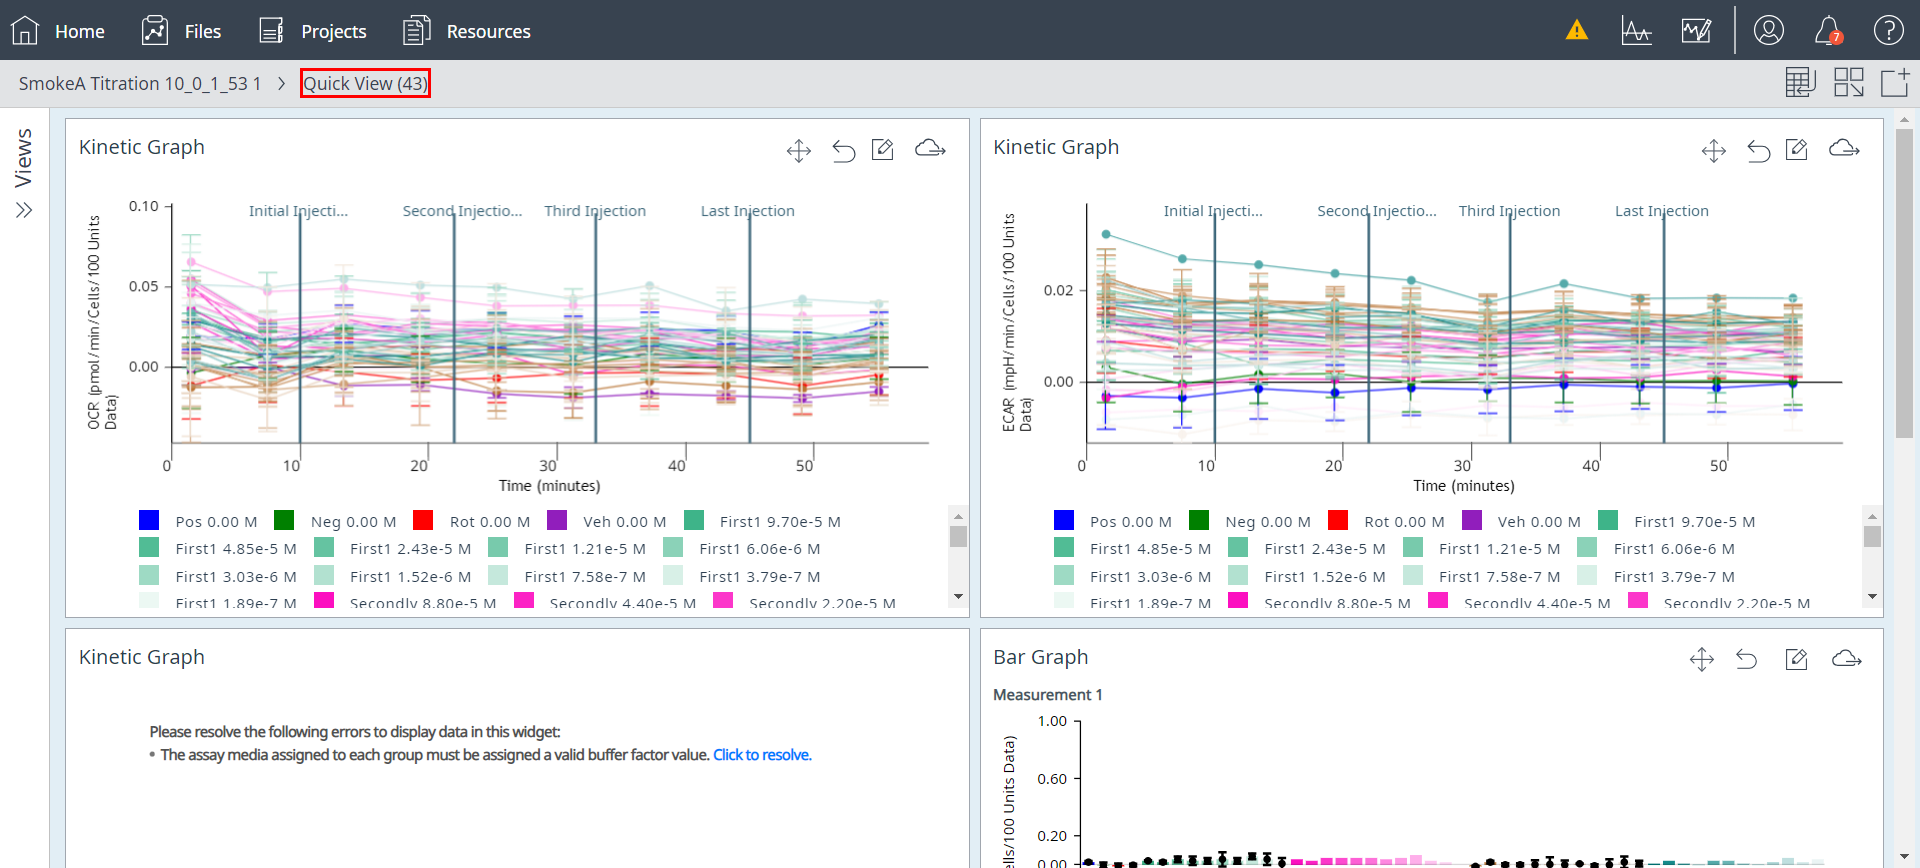 Home Files Projects Resources
7
SmokeA Titration 10_0_1_53 1 > Quick View (43)
Views
Kinetic Graph
OCR (pmol/min/Cells/100 Units Data)
0.10
0.05
0.00
Initial Injecti... Second Injectio... Third Injection Last Injection
0 10 20 30 40 50
Time (minutes)
Pos 0.00 M Neg 0.00 M Rot 0.00 M Veh 0.00 M First1 9.70e-5 M
First1 4.85e-5 M First1 2.43e-5 M First1 1.21e-5 M First1 6.06e-6 M
First1 3.03e-6 M First1 1.52e-6 M First1 7.58e-7 M First1 3.79e-7 M
First1 1.89e-7 M Secondly 8.80e-5 M Secondly 4.40e-5 M Secondly 2.20e-5 M
Kinetic Graph
ECAR (mpH/min/Cells/100 Units Data)
0.02
0.00
Initial Injecti... Second Injectio... Third Injection Last Injection
0 10 20 30 40 50
Time (minutes)
Pos 0.00 M Neg 0.00 M Rot 0.00 M Veh 0.00 M First1 9.70e-5 M
First1 4.85e-5 M First1 2.43e-5 M First1 1.21e-5 M First1 6.06e-6 M
First1 3.03e-6 M First1 1.52e-6 M First1 7.58e-7 M First1 3.79e-7 M
First1 1.89e-7 M Secondly 8.80e-5 M Secondly 4.40e-5 M Secondly 2.20e-5 M
Kinetic Graph
Please resolve the following errors to display data in this widget:
• The assay media assigned to each group must be assigned a valid buffer factor value. Click to resolve.
Bar Graph
Measurement 1
/100 Units Data)
1.00
0.60
0.20
0.00